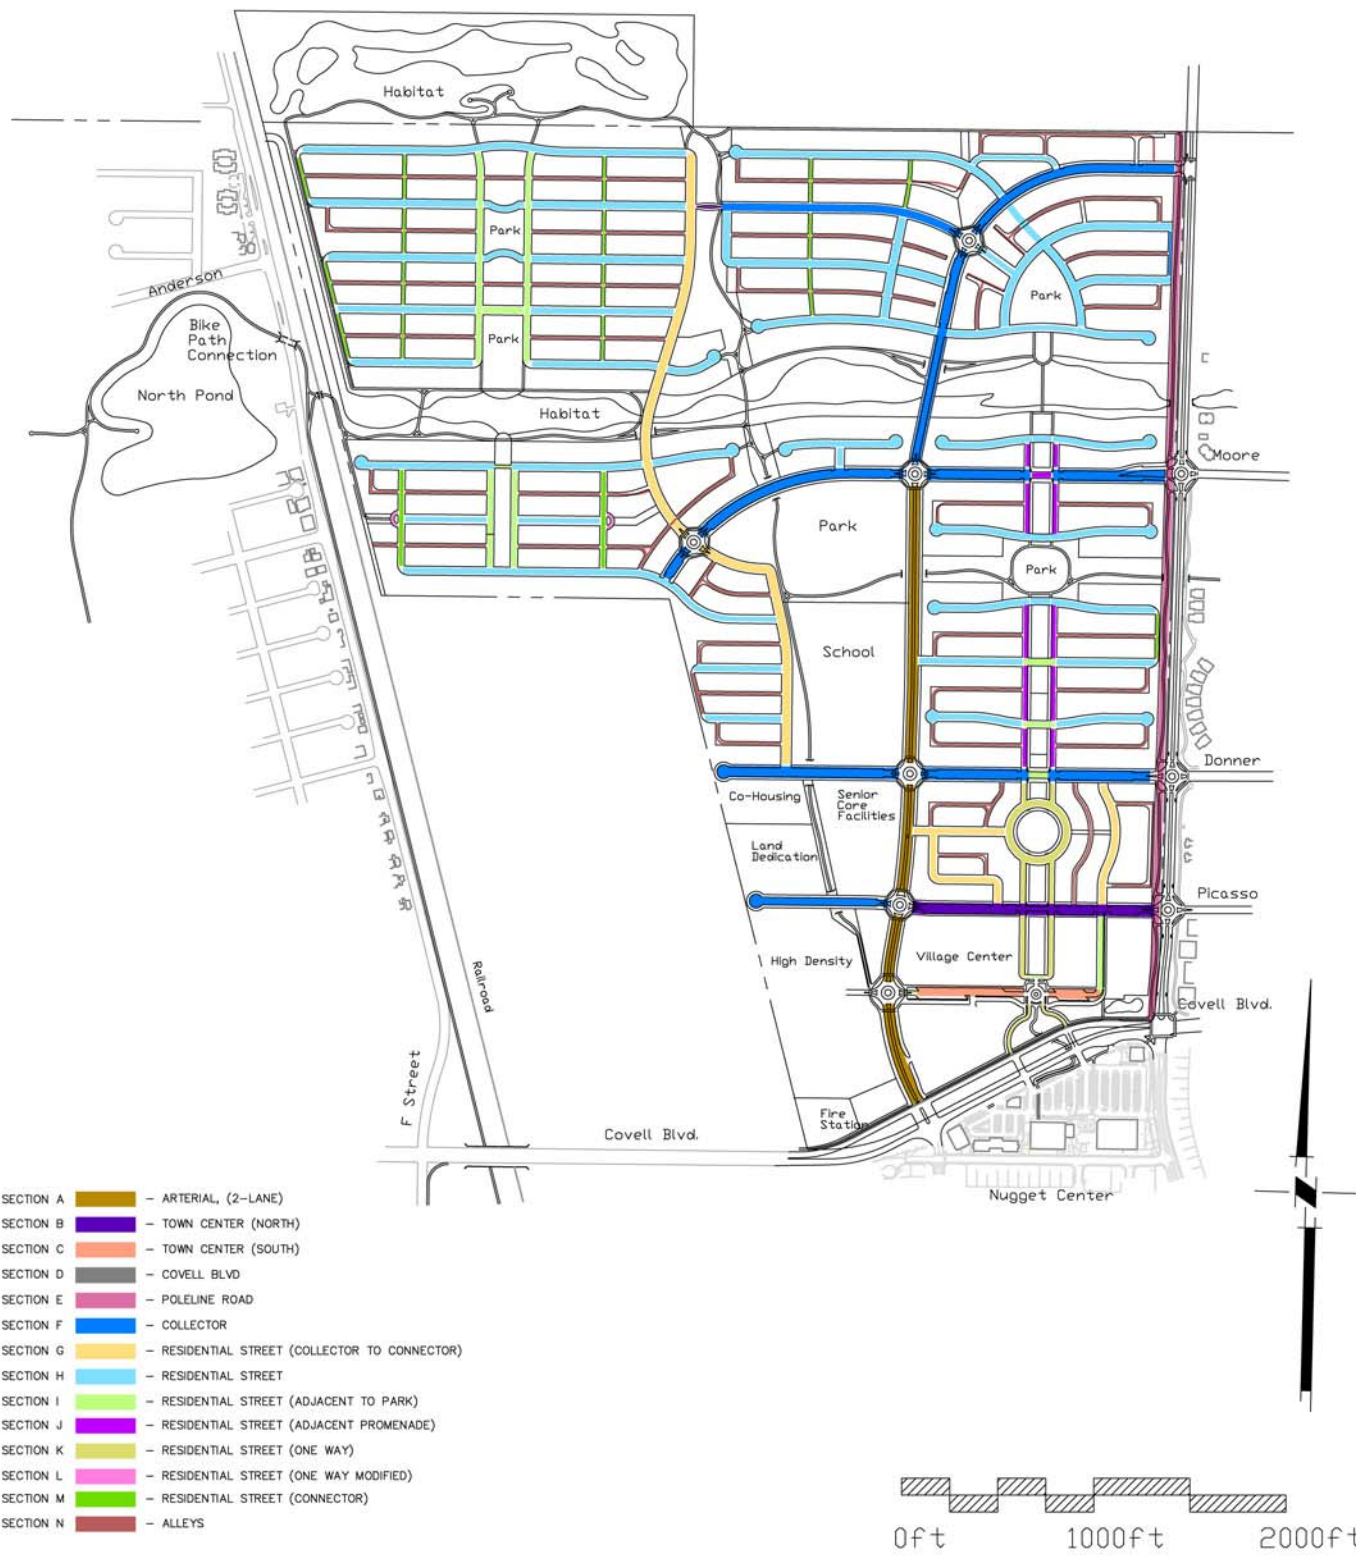 Habitat
Park
Anderson
Bike
Path
Connection
North Pond
Park
Park
Habitat
Moore
Park
Park
School
Donner
Co-Housing
Senior
Core
Facilities
Land
Dedication
Picasso
High Density
Village Center
Railroad
Covell Blvd.
F Street
Fire
Station
Covell Blvd.
Nugget Center
SECTION A - ARTERIAL, (2-LANE)
SECTION B - TOWN CENTER (NORTH)
SECTION C - TOWN CENTER (SOUTH)
SECTION D - COVELL BLVD
SECTION E - POLELINE ROAD
SECTION F - COLLECTOR
SECTION G - RESIDENTIAL STREET (COLLECTOR TO CONNECTOR)
SECTION H - RESIDENTIAL STREET
SECTION I - RESIDENTIAL STREET (ADJACENT TO PARK)
SECTION J - RESIDENTIAL STREET (ADJACENT PROMENADE)
SECTION K - RESIDENTIAL STREET (ONE WAY)
SECTION L - RESIDENTIAL STREET (ONE WAY MODIFIED)
SECTION M - RESIDENTIAL STREET (CONNECTOR)
SECTION N - ALLEYS
0ft 1000ft 2000ft